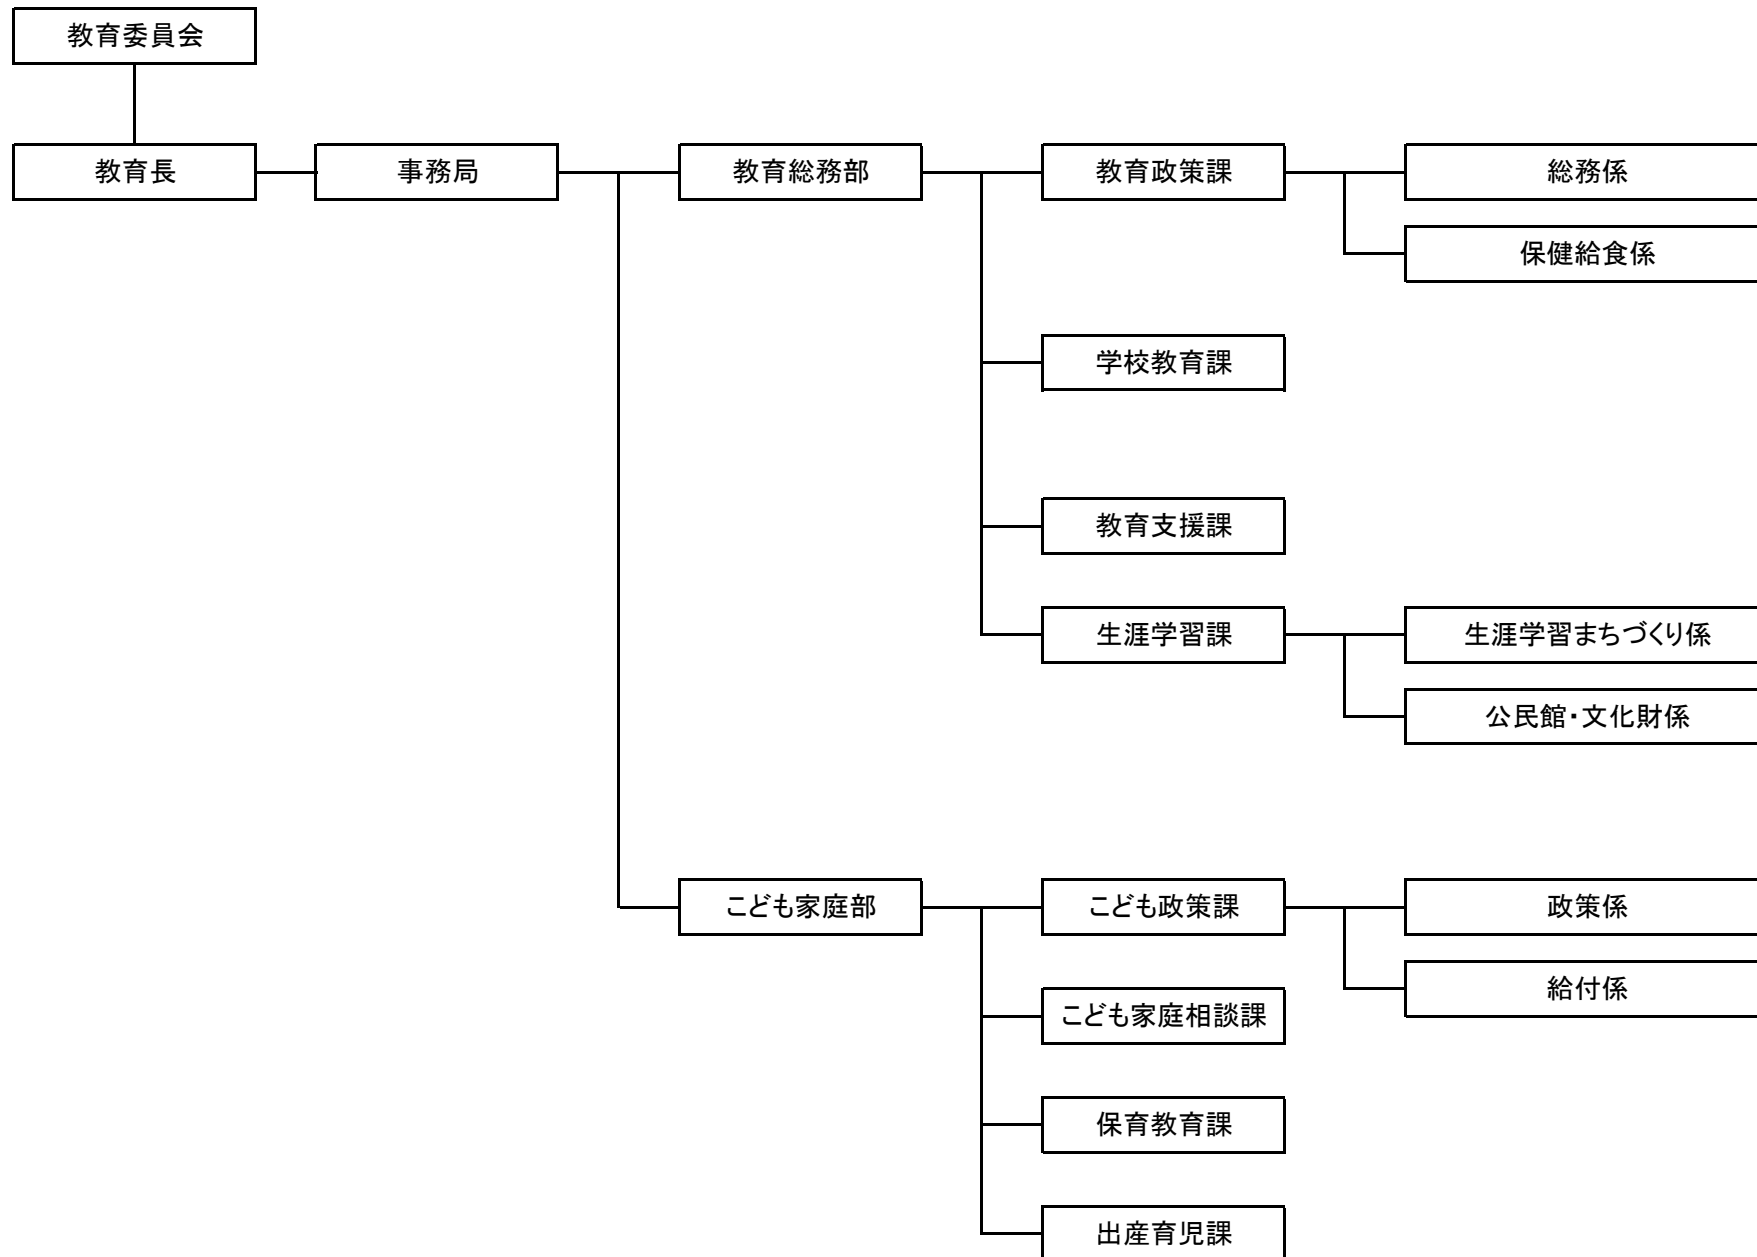 教育委員会
教育長
事務局
教育総務部
教育政策課
総務係
保健給食係
学校教育課
教育支援課
生涯学習課
生涯学習まちづくり係
公民館・文化財係
こども家庭部
こども政策課
政策係
給付係
こども家庭相談課
保育教育課
出産育児課